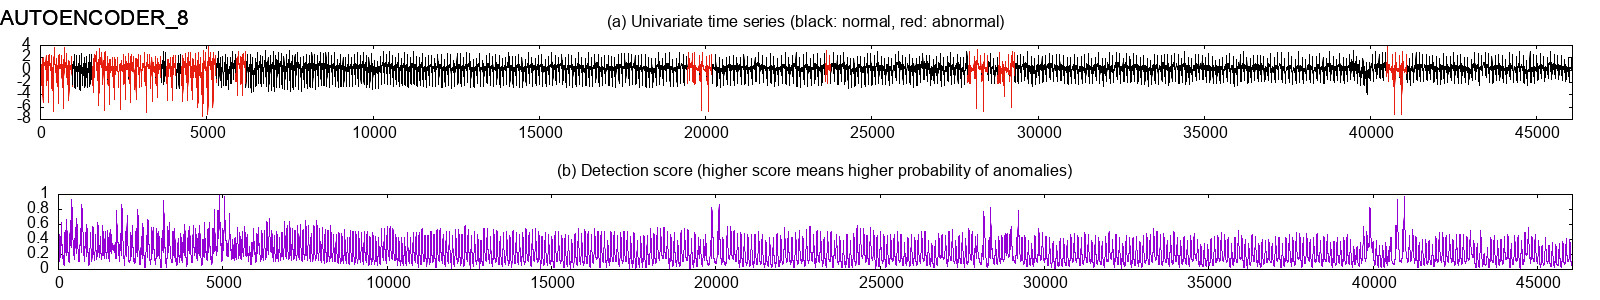 AUTOENCODER_8
(a) Univariate time series (black: normal, red: abnormal)
4
2
0
-2
-4
-6
-8
0 5000 10000 15000 20000 25000 30000 35000 40000 45000
(b) Detection score (higher score means higher probability of anomalies)
1
0.8
0.6
0.4
0.2
0
0 5000 10000 15000 20000 25000 30000 35000 40000 45000